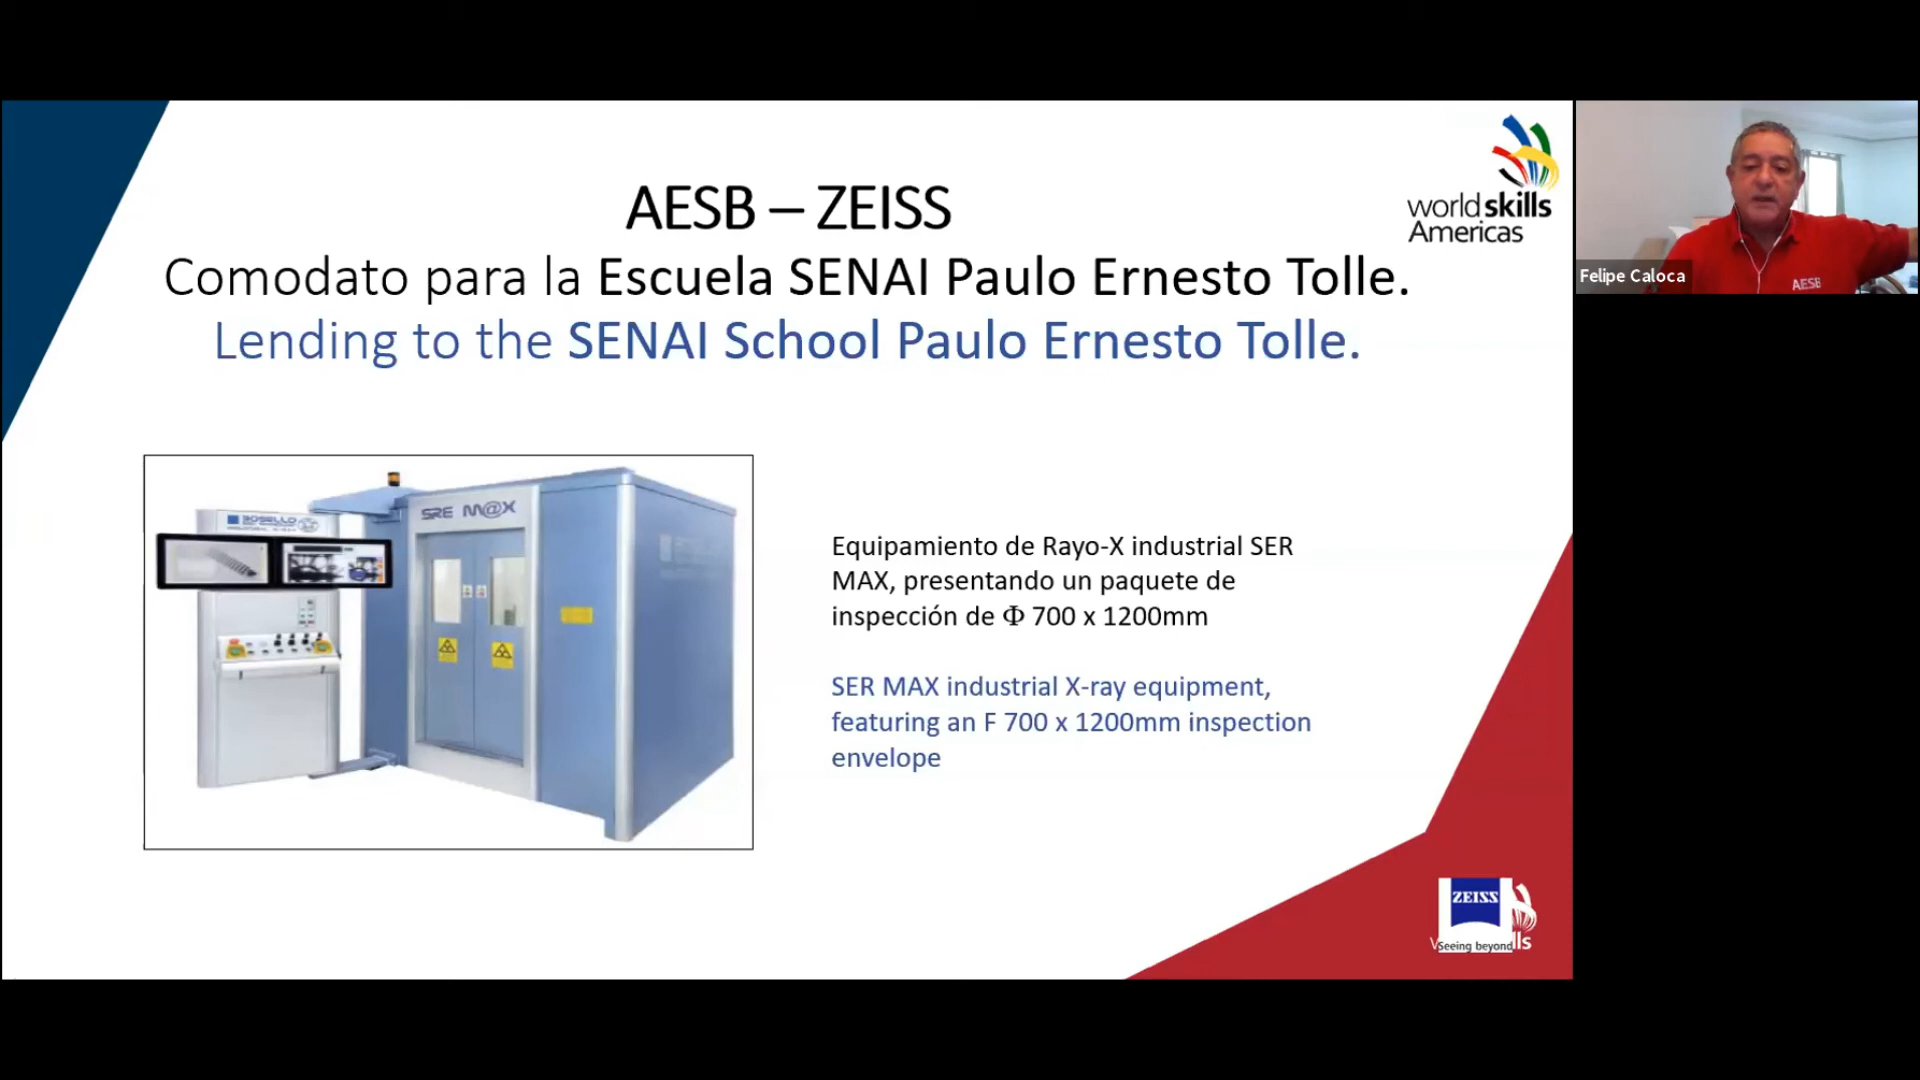 AESB – ZEISS
Comodato para la Escuela SENAI Paulo Ernesto Tolle.
Lending to the SENAI School Paulo Ernesto Tolle.
worldskills
Americas
Felipe Caloca
AESB
BOSELLO
SRE M@X
Equipamiento de Rayo-X industrial SER
MAX, presentando un paquete de
inspección de Φ 700 x 1200mm
SER MAX industrial X-ray equipment,
featuring an F 700 x 1200mm inspection
envelope
ZEISS
Seeing beyond